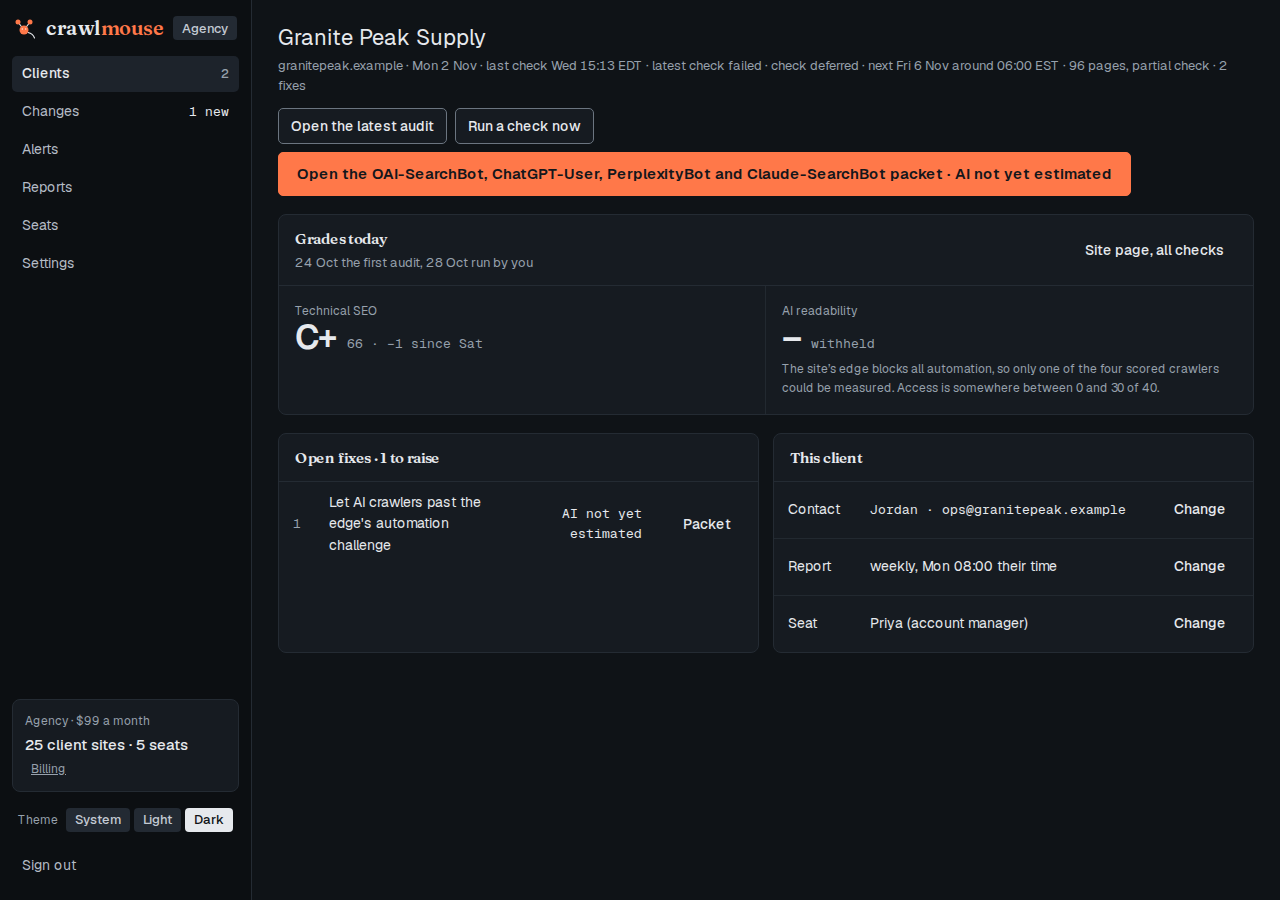 crawlmouse Agency
Clients 2
Changes 1 new
Alerts
Reports
Seats
Settings
Agency · $99 a month
25 client sites · 5 seats
Billing
Theme System Light Dark
Sign out
Granite Peak Supply
granitepeak.example · Mon 2 Nov · last check Wed 15:13 EDT · latest check failed · check deferred · next Fri 6 Nov around 06:00 EST · 96 pages, partial check · 2
fixes
Open the latest audit Run a check now
Open the OAI-SearchBot, ChatGPT-User, PerplexityBot and Claude-SearchBot packet · AI not yet estimated
Grades today
24 Oct the first audit, 28 Oct run by you
Site page, all checks
Technical SEO
C+ 66 · −1 since Sat
AI readability
– withheld
The site's edge blocks all automation, so only one of the four scored crawlers
could be measured. Access is somewhere between 0 and 30 of 40.
Open fixes · 1 to raise
1 Let AI crawlers past the
edge's automation
challenge
AI not yet
estimated
Packet
This client
Contact Jordan · ops@granitepeak.example Change
Report weekly, Mon 08:00 their time Change
Seat Priya (account manager) Change